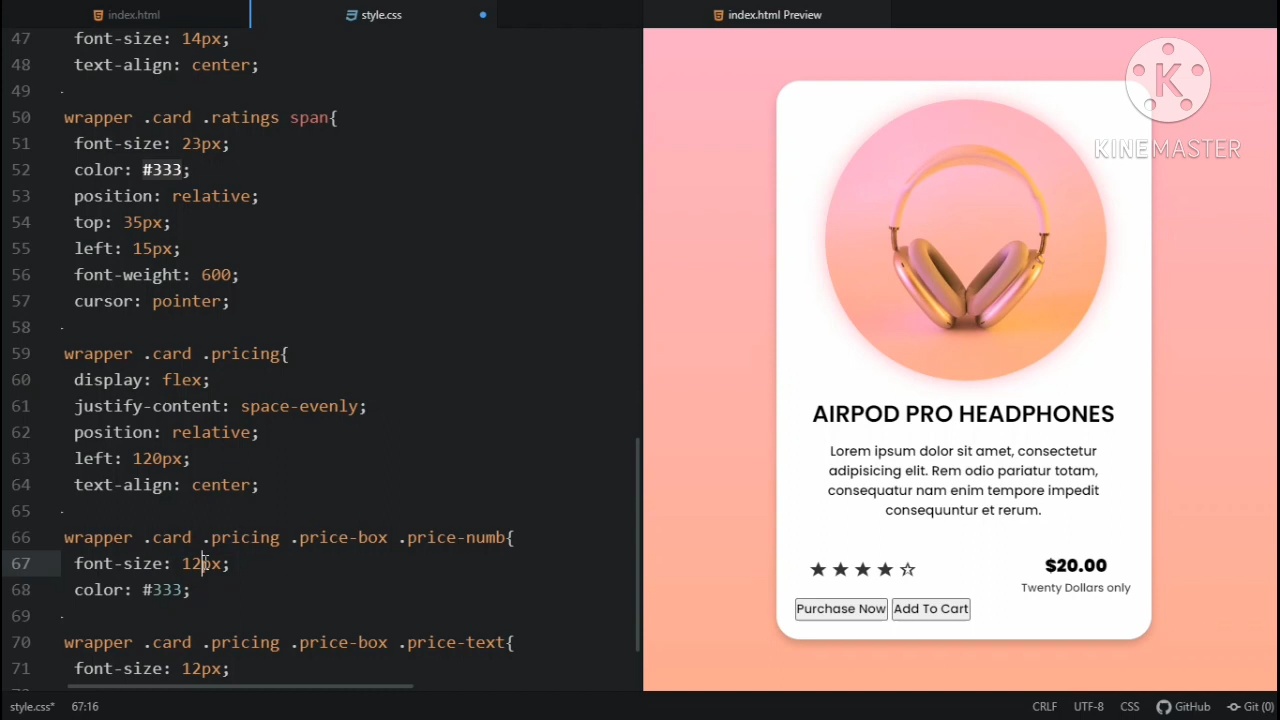 index.html
style.css
index.html Preview
47 font-size: 14px;
48 text-align: center;
49
50 wrapper .card .ratings span{
51 font-size: 23px;
52 color: #333;
53 position: relative;
54 top: 35px;
55 left: 15px;
56 font-weight: 600;
57 cursor: pointer;
58
59 wrapper .card .pricing{
60 display: flex;
61 justify-content: space-evenly;
62 position: relative;
63 left: 120px;
64 text-align: center;
65
66 wrapper .card .pricing .price-box .price-numb{
67 font-size: 12px;
68 color: #333;
69
70 wrapper .card .pricing .price-box .price-text{
71 font-size: 12px;
K
KINEMASTER
AIRPOD PRO HEADPHONES
Lorem ipsum dolor sit amet, consectetur
adipisicing elit. Rem odio pariatur totam,
consequatur nam enim tempore impedit
consequuntur et rerum.
$20.00
Twenty Dollars only
Purchase Now Add To Cart
style.css* 67:16 CRLF UTF-8 CSS GitHub Git (0)